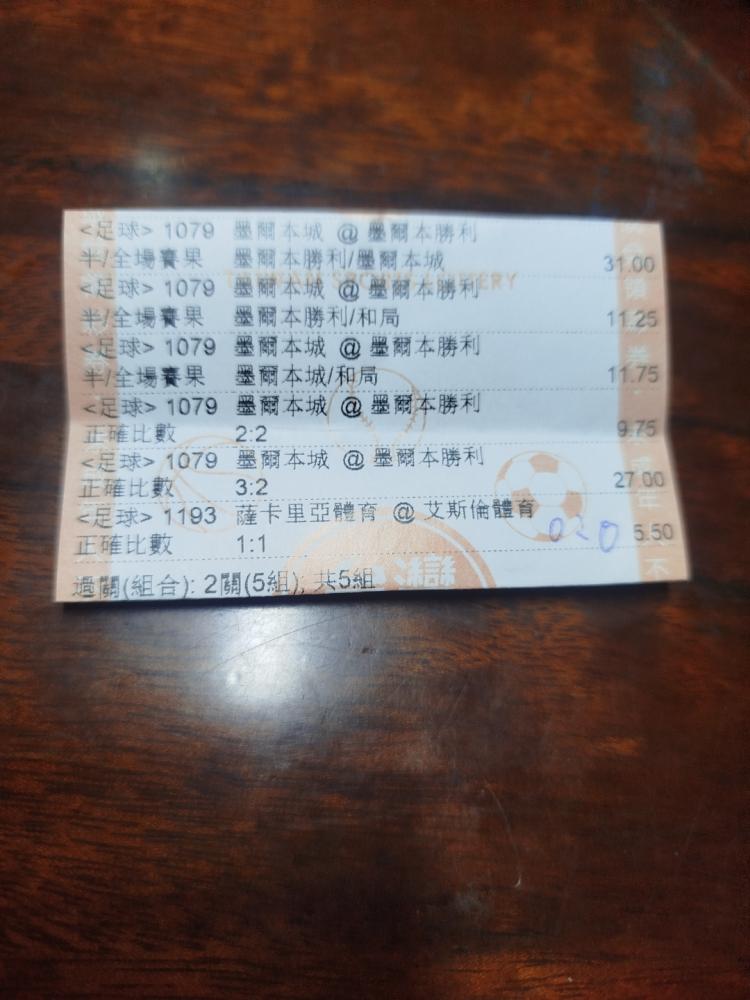 <足球> 1079 墨爾本城 @ 墨爾本勝利
半/全場賽果 墨爾本勝利/墨爾本城 31.00
<足球> 1079 墨爾本城 @ 墨爾本勝利
半/全場賽果 墨爾本勝利/和局 11.25
<足球> 1079 墨爾本城 @ 墨爾本勝利
半/全場賽果 墨爾本城/和局 11.75
<足球> 1079 墨爾本城 @ 墨爾本勝利
正確比數 2:2 9.75
<足球> 1079 墨爾本城 @ 墨爾本勝利
正確比數 3:2 27.00
<足球> 1193 薩卡里亞體育 @ 艾斯倫體育
0:0
正確比數 1:1 5.50
過關(組合): 2關(5組); 共5組